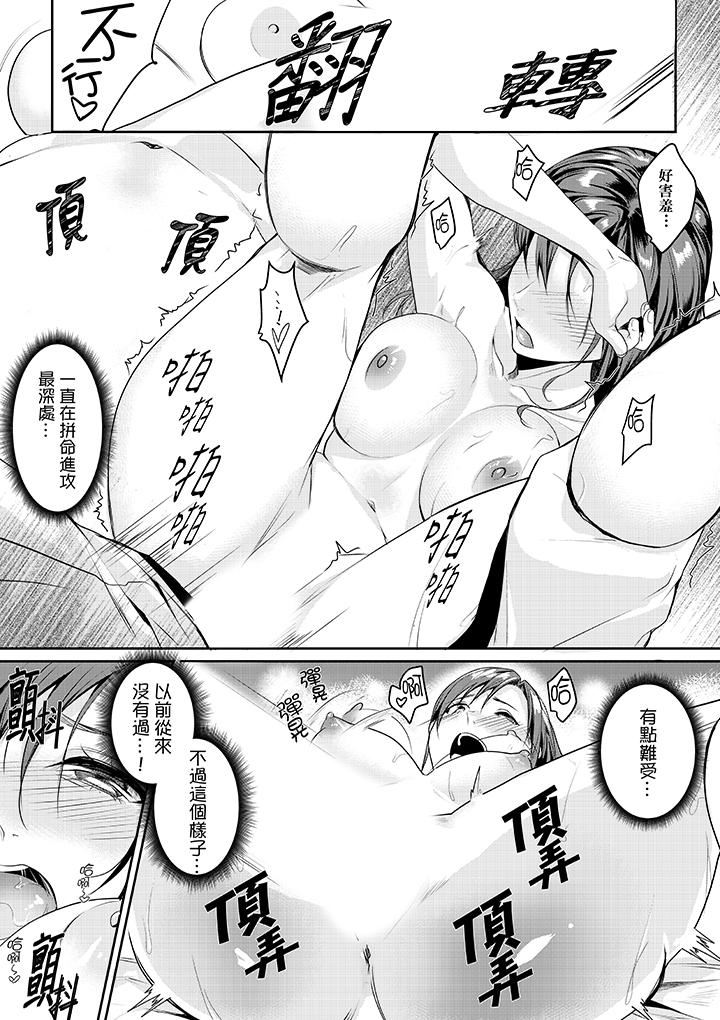 翻轉
不行♡
好害羞…
哈
哈
哈
頂
頂
啪
啪
啪
啪
啪
啪
一直在拼命進攻
最深處…
有點難受…
哈
啊♡
彈晃
彈晃
不過這個樣子…
以前從來
沒有過…！
頂弄
頂弄
頂弄
顫抖
哈啊~
哈啊~♡
顫抖